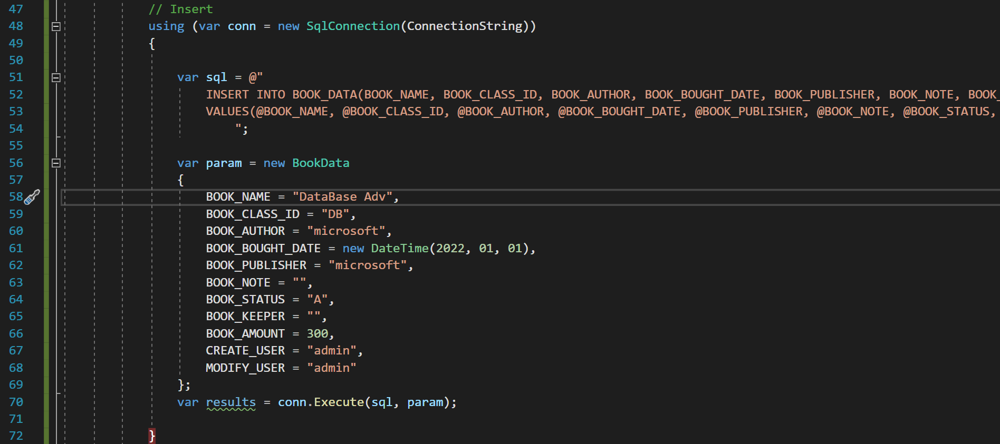 47 // Insert
48 using (var conn = new SqlConnection(ConnectionString))
49 {
50
51 var sql = @"
52 INSERT INTO BOOK_DATA(BOOK_NAME, BOOK_CLASS_ID, BOOK_AUTHOR, BOOK_BOUGHT_DATE, BOOK_PUBLISHER, BOOK_NOTE, BOOK_
53 VALUES(@BOOK_NAME, @BOOK_CLASS_ID, @BOOK_AUTHOR, @BOOK_BOUGHT_DATE, @BOOK_PUBLISHER, @BOOK_NOTE, @BOOK_STATUS,
54 ";
55
56 var param = new BookData
57 {
58 BOOK_NAME = "DataBase Adv",
59 BOOK_CLASS_ID = "DB",
60 BOOK_AUTHOR = "microsoft",
61 BOOK_BOUGHT_DATE = new DateTime(2022, 01, 01),
62 BOOK_PUBLISHER = "microsoft",
63 BOOK_NOTE = "",
64 BOOK_STATUS = "A",
65 BOOK_KEEPER = "",
66 BOOK_AMOUNT = 300,
67 CREATE_USER = "admin",
68 MODIFY_USER = "admin"
69 };
70 var results = conn.Execute(sql, param);
71
72 }